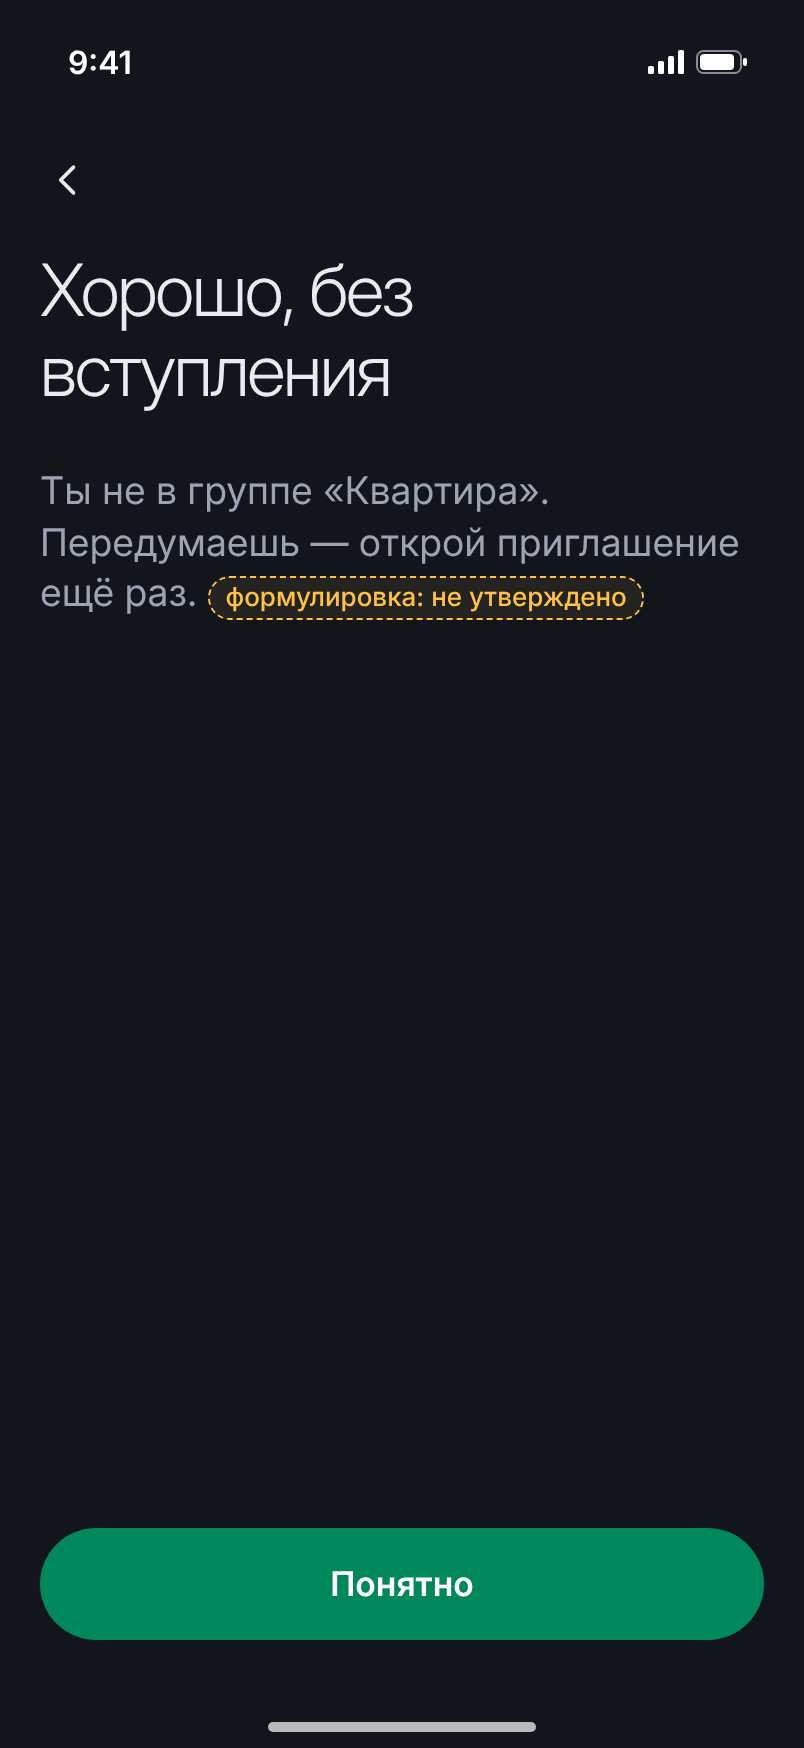 9:41
Хорошо, без
вступления
Ты не в группе «Квартира».
Передумаешь — открой приглашение
ещё раз. формулировка: не утверждено
Понятно